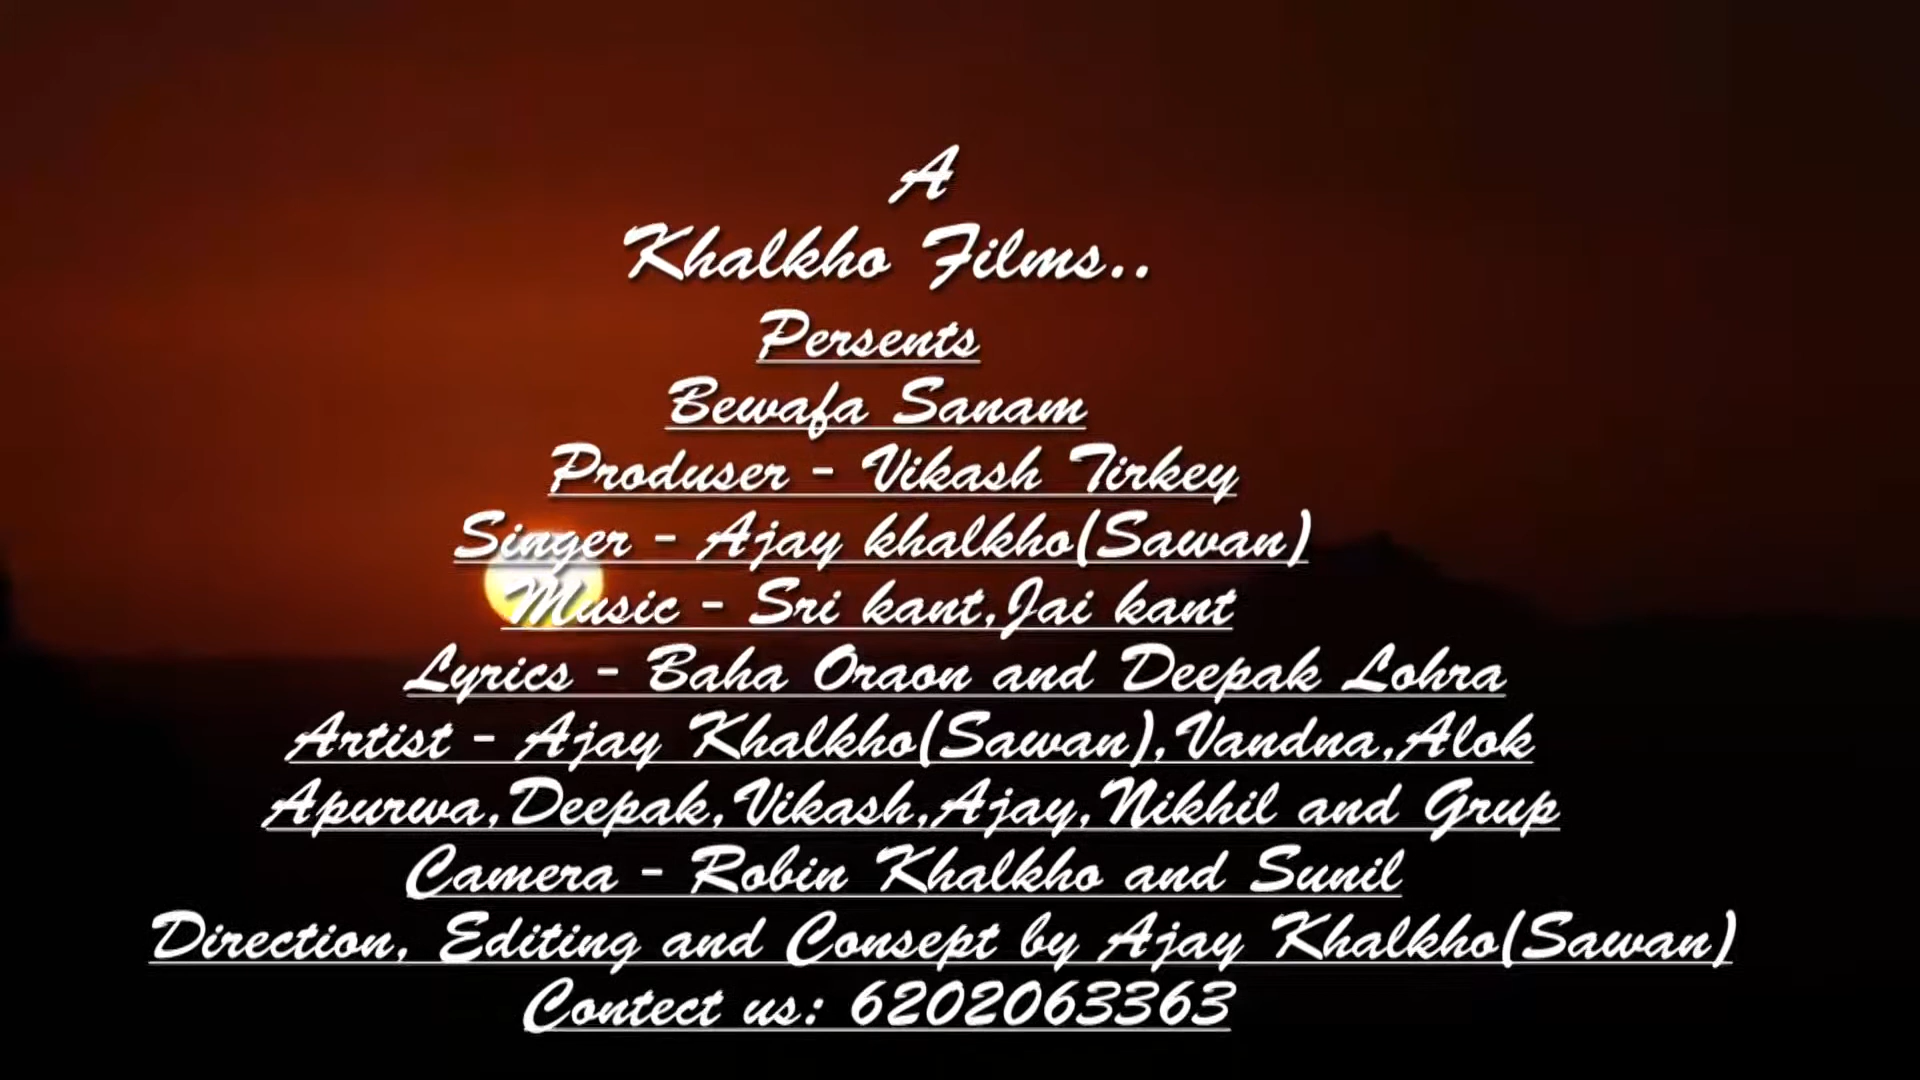 A
Khalkho Films..
Persents
Bewafa Sanam
Produser - Vikash Tirkey
Singer - Ajay khalkho(Sawan)
Music - Sri kant,Jai kant
Lyrics - Baha Oraon and Deepak Lohra
Artist - Ajay Khalkho(Sawan),Vandna,Alok
Apurwa,Deepak,Vikash,Ajay,Nikhil and Grup
Camera - Robin Khalkho and Sunil
Direction, Editing and Consept by Ajay Khalkho(Sawan)
Contect us: 6202063363